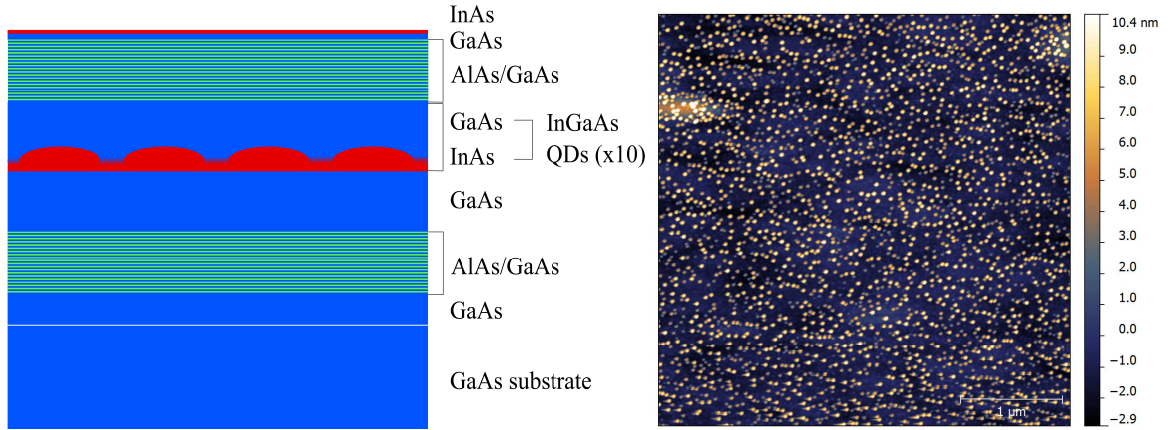 InAs
GaAs
AlAs/GaAs
GaAs
InGaAs
InAs
QDs (x10)
GaAs
AlAs/GaAs
GaAs
GaAs substrate
1 µm
10.4 nm
9.0
8.0
7.0
6.0
5.0
4.0
3.0
2.0
1.0
0.0
−1.0
−2.0
−2.9